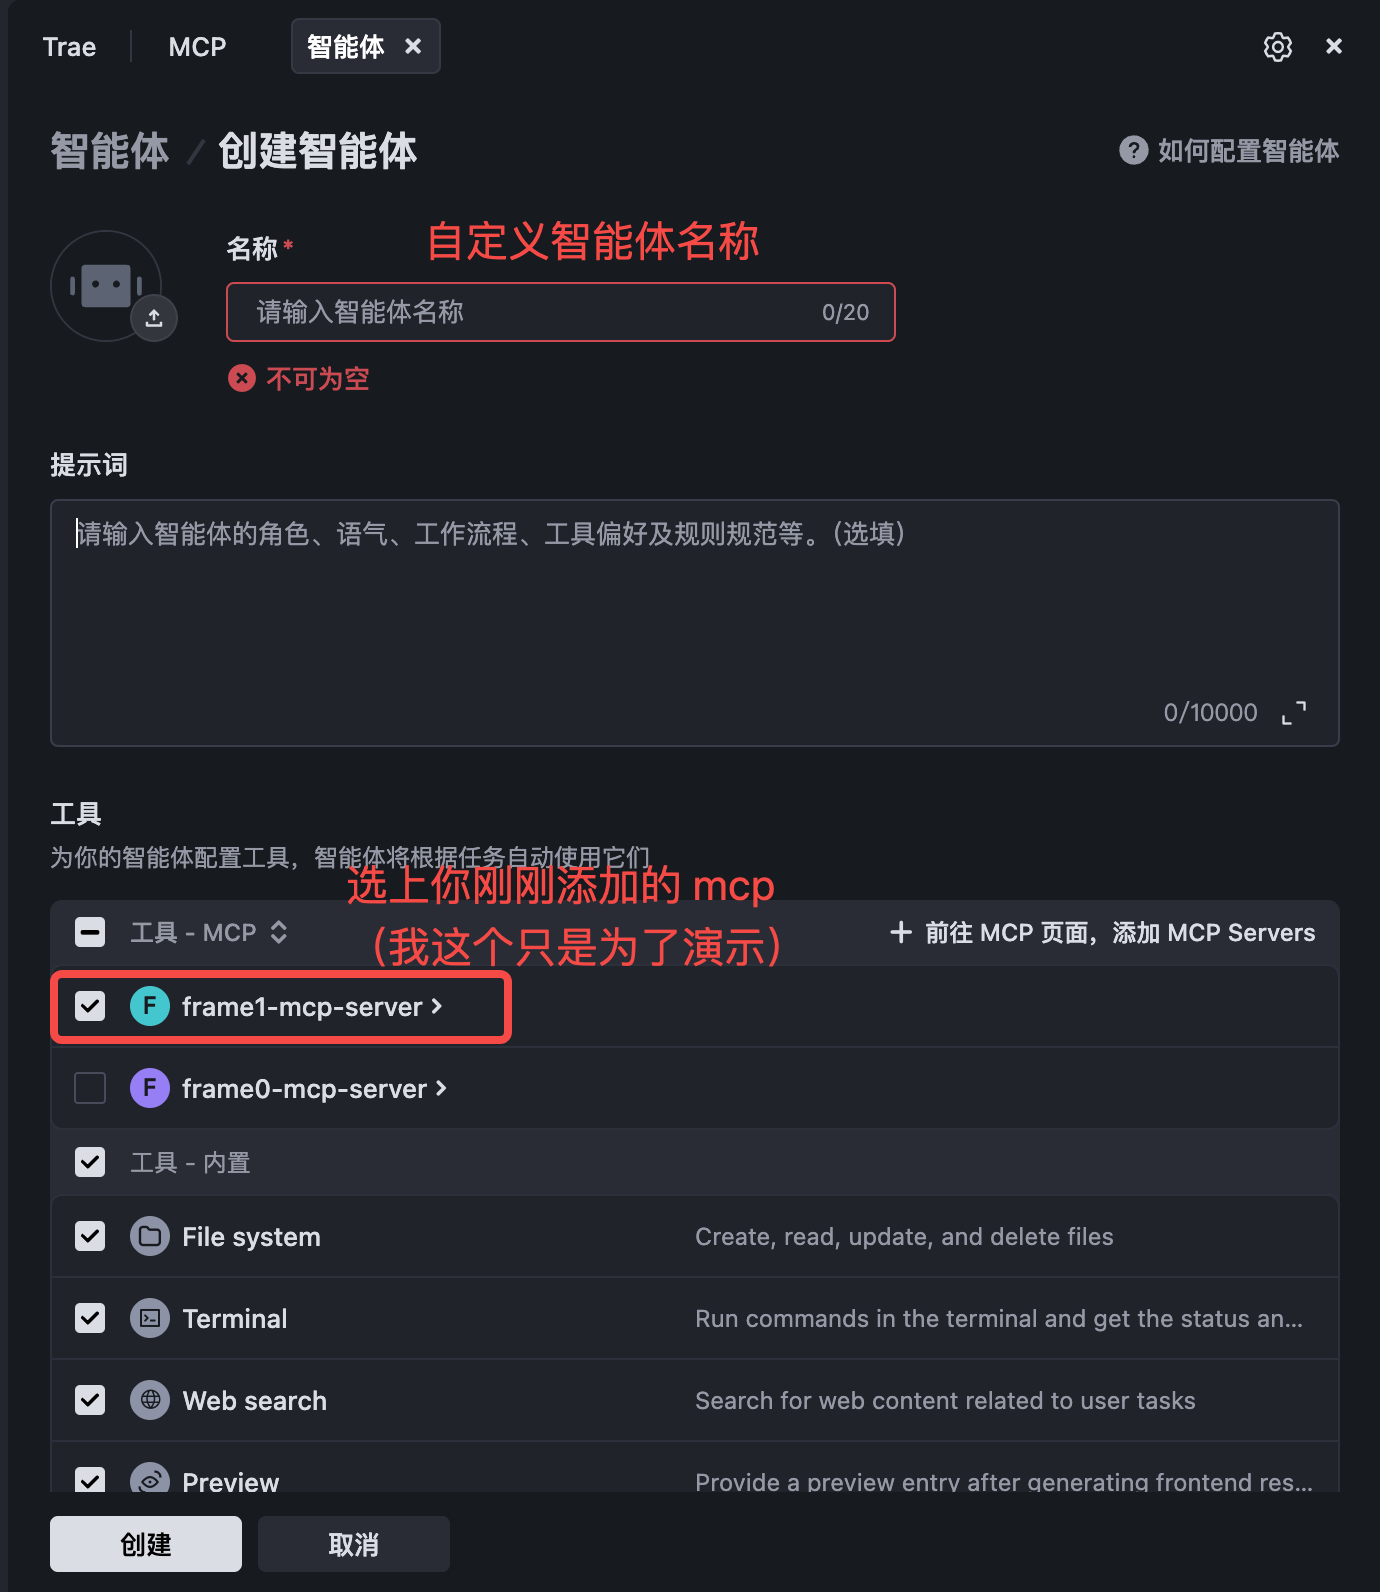 Trae
MCP
智能体
智能体 / 创建智能体
如何配置智能体
名称*
自定义智能体名称
请输入智能体名称
0/20
不可为空
提示词
请输入智能体的角色、语气、工作流程、工具偏好及规则规范等。(选填)
0/10000
工具
为你的智能体配置工具，智能体将根据任务自动使用它们
选上你刚刚添加的 mcp
（我这个只是为了演示）
工具 - MCP
前往 MCP 页面，添加 MCP Servers
F frame1-mcp-server
F frame0-mcp-server
工具 - 内置
File system
Create, read, update, and delete files
Terminal
Run commands in the terminal and get the status an...
Web search
Search for web content related to user tasks
Preview
Provide a preview entry after generating frontend res...
创建
取消